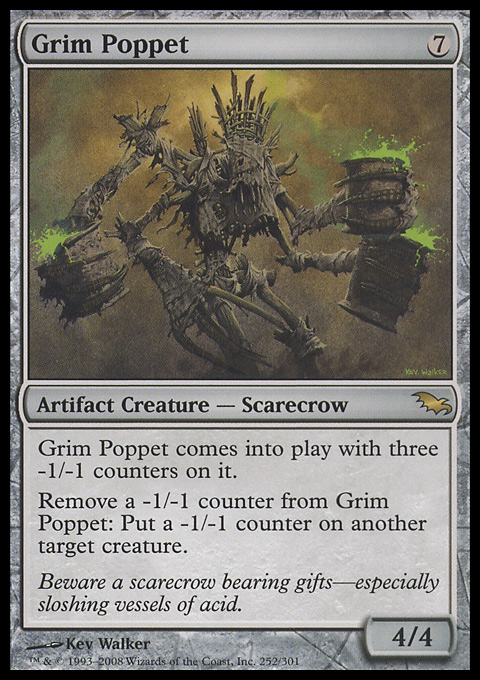 Grim Poppet 7
KEV WALKER
Artifact Creature — Scarecrow
Grim Poppet comes into play with three
-1/-1 counters on it.
Remove a -1/-1 counter from Grim
Poppet: Put a -1/-1 counter on another
target creature.
Beware a scarecrow bearing gifts—especially
sloshing vessels of acid.
Kev Walker
4/4
™ & © 1993–2008 Wizards of the Coast, Inc. 252/301